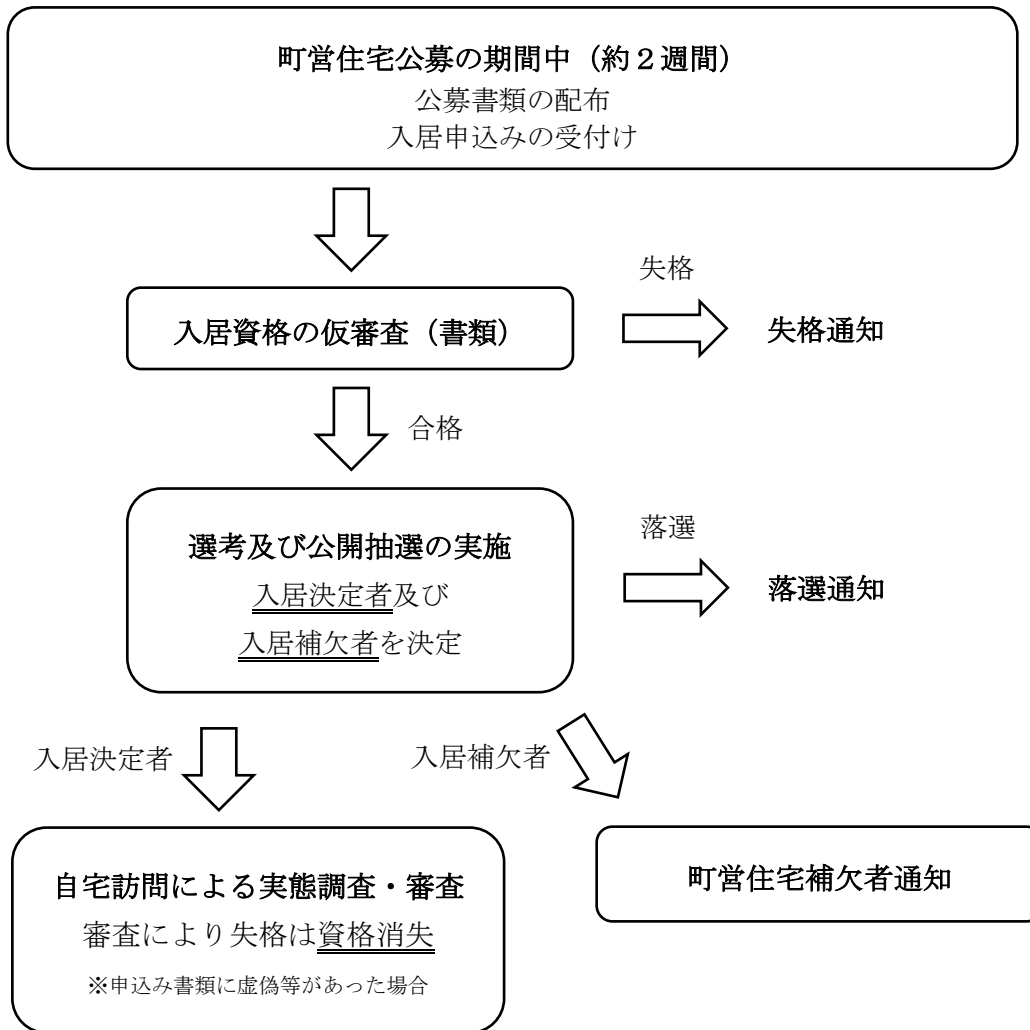 町営住宅公募の期間中（約２週間）
公募書類の配布
入居申込みの受付け
失格
入居資格の仮審査（書類）
失格通知
合格
選考及び公開抽選の実施
入居決定者及び
入居補欠者を決定
落選
落選通知
入居決定者
入居補欠者
自宅訪問による実態調査・審査
審査により失格は資格消失
※申込み書類に虚偽等があった場合
町営住宅補欠者通知